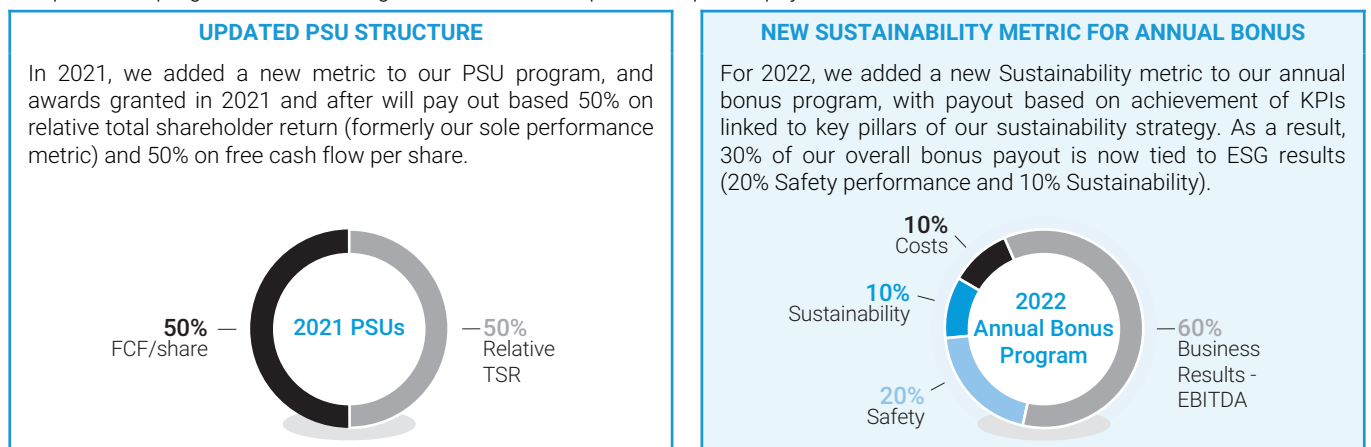 UPDATED PSU STRUCTURE
In 2021, we added a new metric to our PSU program, and
awards granted in 2021 and after will pay out based 50% on
relative total shareholder return (formerly our sole performance
metric) and 50% on free cash flow per share.
50%
FCF/share
2021 PSUs
50%
Relative
TSR
NEW SUSTAINABILITY METRIC FOR ANNUAL BONUS
For 2022, we added a new Sustainability metric to our annual
bonus program, with payout based on achievement of KPIs
linked to key pillars of our sustainability strategy. As a result,
30% of our overall bonus payout is now tied to ESG results
(20% Safety performance and 10% Sustainability).
10%
Costs
10%
Sustainability
20%
Safety
2022
Annual Bonus
Program
60%
Business
Results -
EBITDA